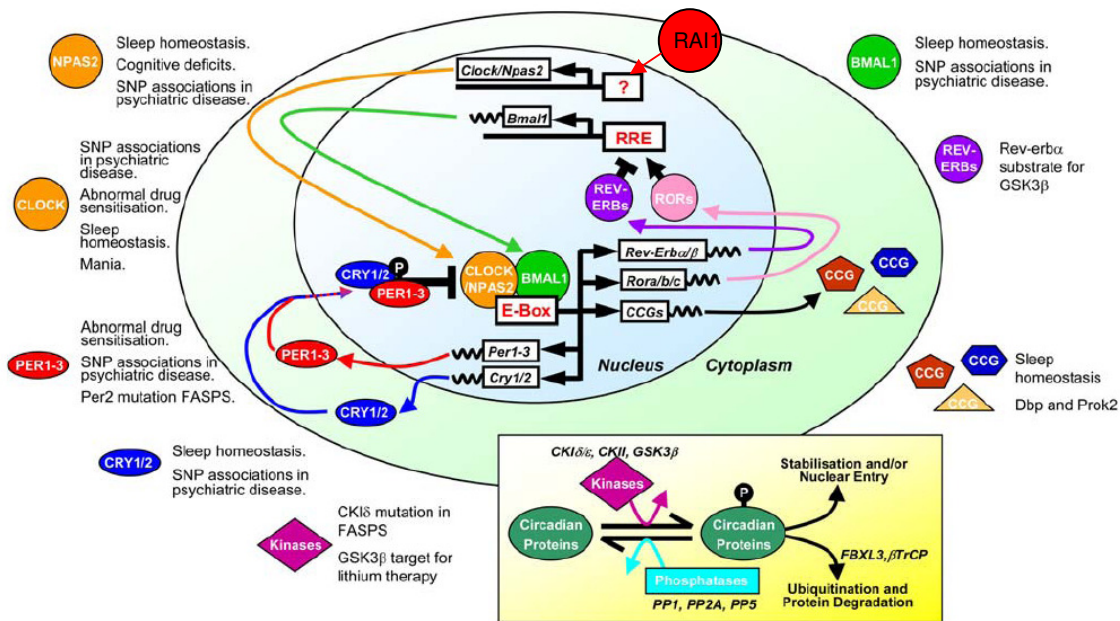 NPAS2
Sleep homeostasis.
Cognitive deficits.
SNP associations in
psychiatric disease.
RAI1
BMAL1
Sleep homeostasis.
SNP associations in
psychiatric disease.
Clock/Npas2
?
Bmal1
RRE
REV-
ERBs
RORs
REV-
ERBs
Rev-erbα
substrate for
GSK3β
CLOCK
SNP associations
in psychiatric
disease.
Abnormal drug
sensitisation.
Sleep
homeostasis.
Mania.
CRY1/2
P
PER1-3
CLOCK
/NPAS2
BMAL1
E-Box
Rev-Erbα/β
Rora/b/c
CCGs
CCG
CCG
CCG
Per1-3
Cry1/2
Nucleus
Cytoplasm
PER1-3
CRY1/2
PER1-3
Abnormal drug
sensitisation.
SNP associations in
psychiatric disease.
Per2 mutation FASPS.
CCG
CCG
CCG
Sleep
homeostasis
Dbp and Prok2
CRY1/2
Sleep homeostasis.
SNP associations in
psychiatric disease.
Kinases
CKIδ mutation in
FASPS
GSK3β target for
lithium therapy
CKIδ/ε, CKII, GSK3β
Kinases
Circadian
Proteins
P
Circadian
Proteins
Phosphatases
PP1, PP2A, PP5
Stabilisation and/or
Nuclear Entry
FBXL3,βTrCP
Ubiquitination and
Protein Degradation